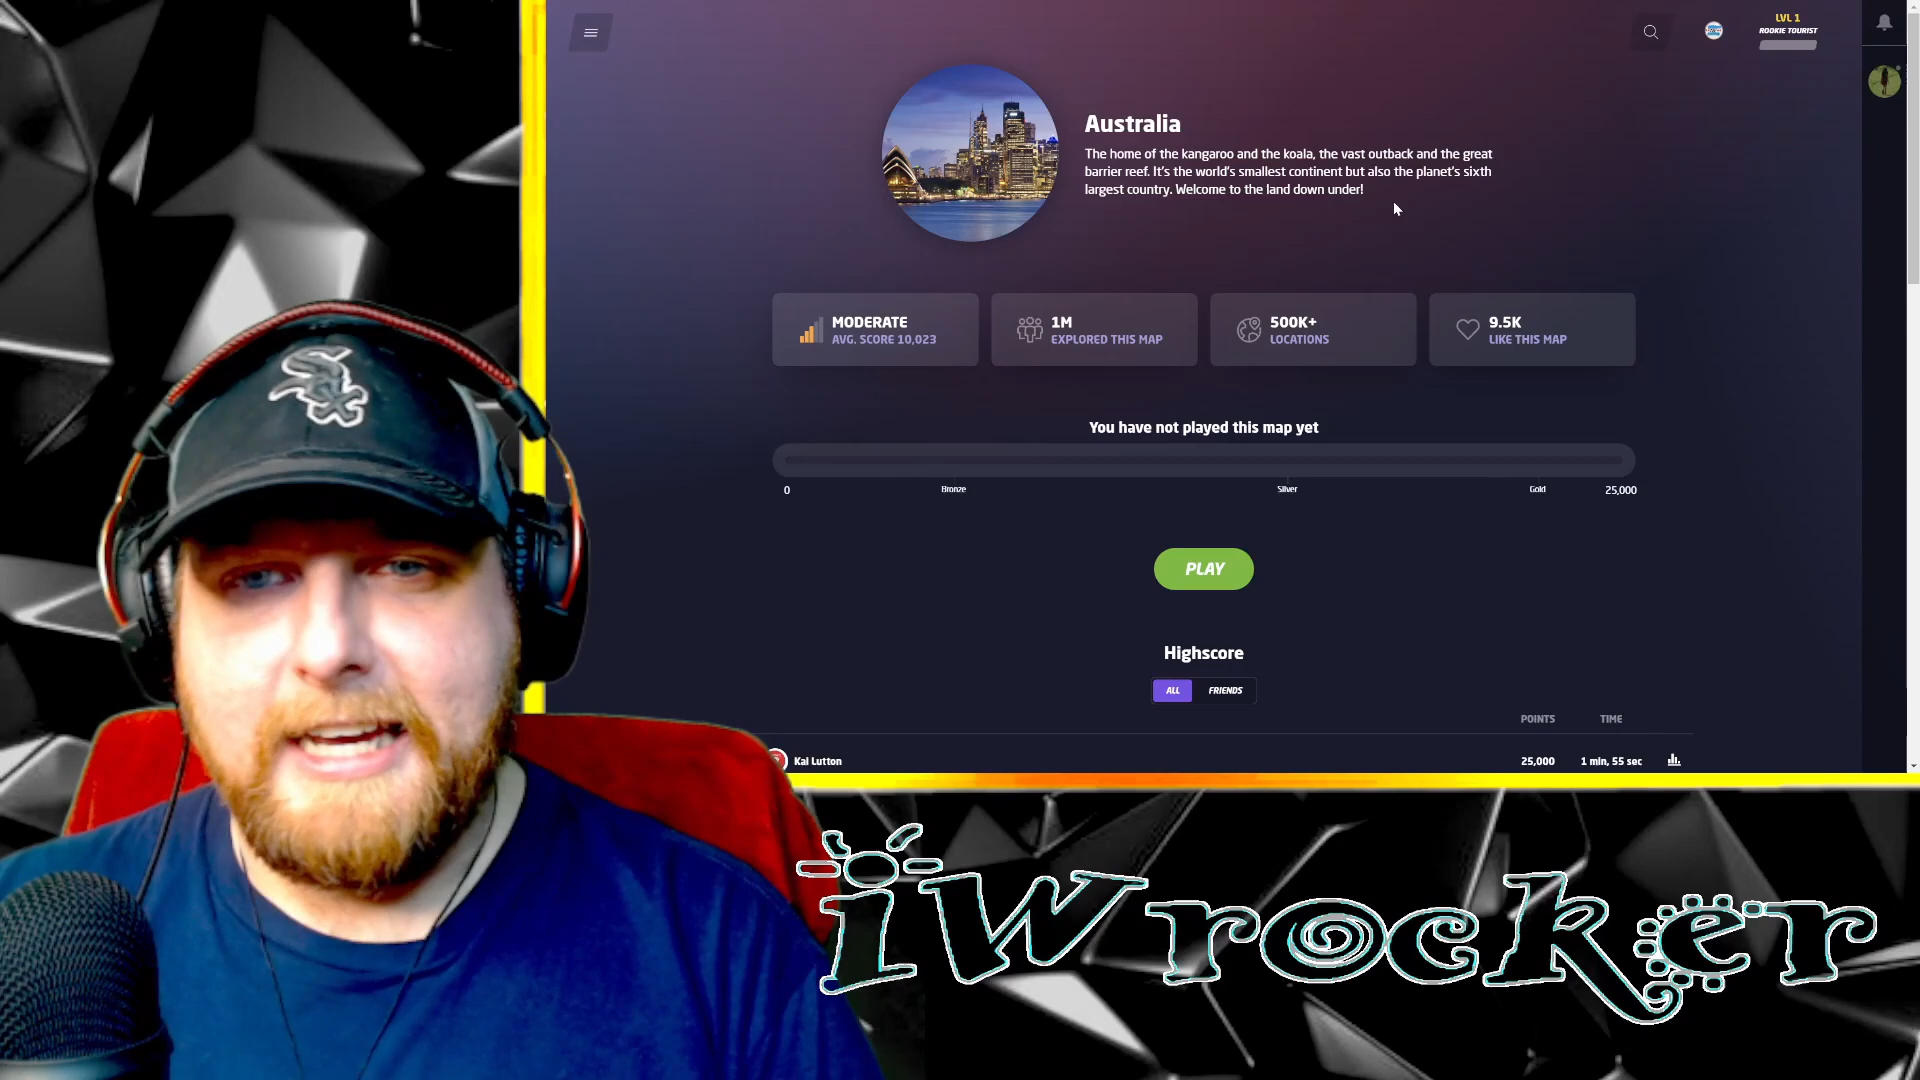 LVL 1
ROOKIE TOURIST
Australia
The home of the kangaroo and the koala, the vast outback and the great
barrier reef. It's the world's smallest continent but also the planet's sixth
largest country. Welcome to the land down under!
MODERATE
AVG. SCORE 10,023
1M
EXPLORED THIS MAP
500K+
LOCATIONS
9.5K
LIKE THIS MAP
You have not played this map yet
0 Bronze Silver Gold 25,000
PLAY
Highscore
ALL FRIENDS
POINTS TIME
Kai Lutton 25,000 1 min, 55 sec
Sox
iWrocker